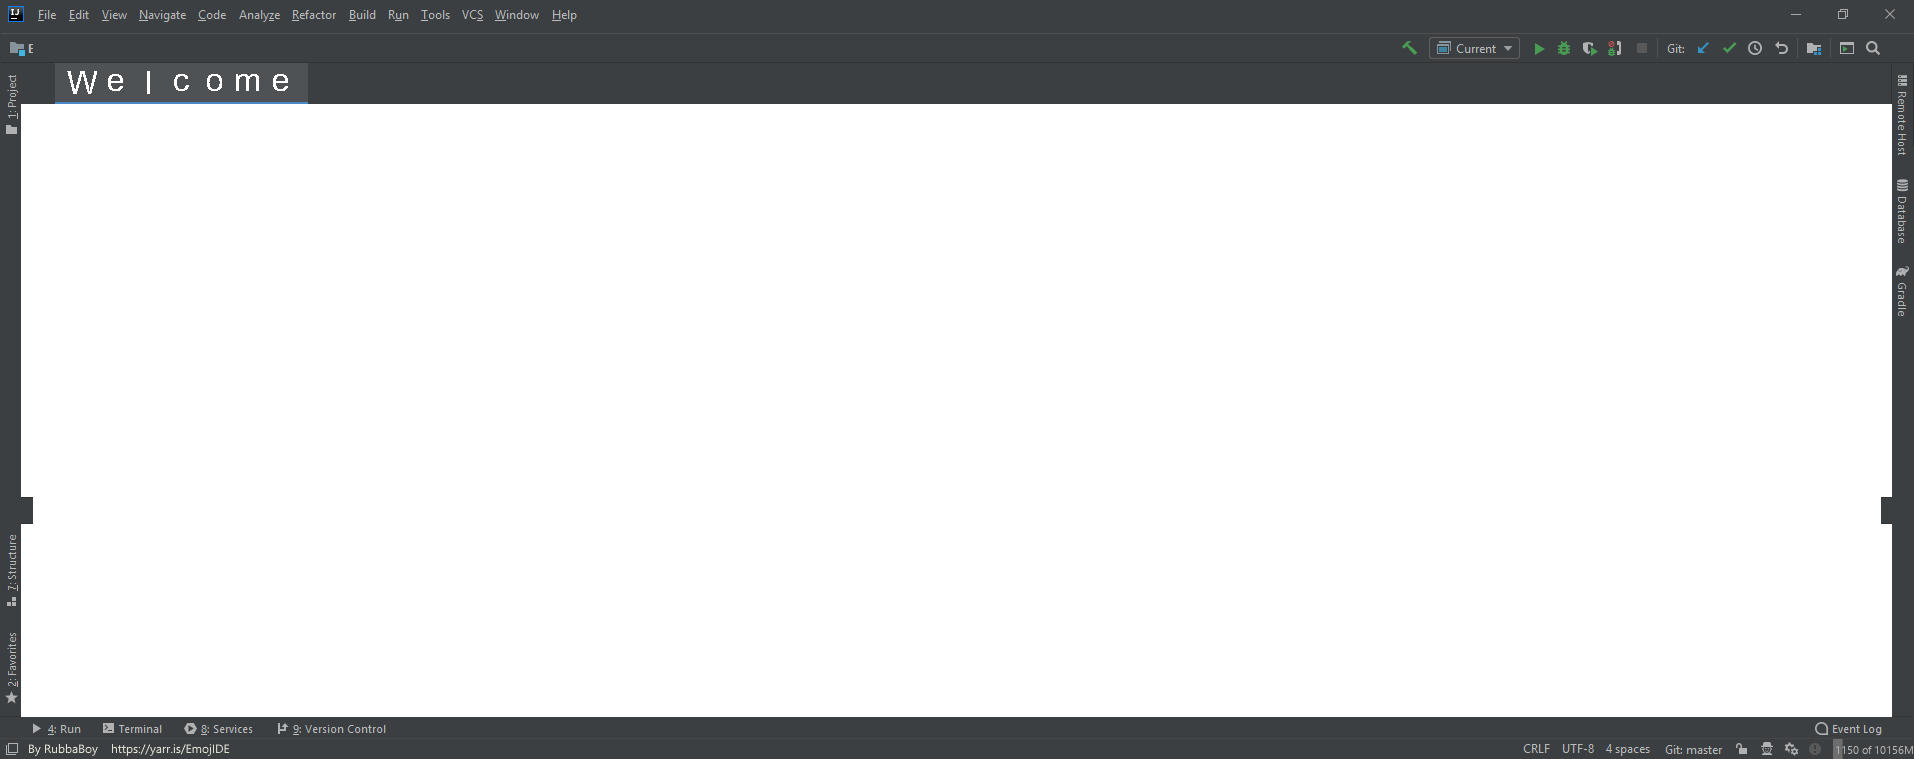 File Edit View Navigate Code Analyze Refactor Build Run Tools VCS Window Help
E Current Git:
Welcome
1: Project
7: Structure
2: Favorites
Remote Host
Database
Gradle
4: Run Terminal 8: Services 9: Version Control Event Log
By RubbaBoy https://yarr.is/EmojIDE CRLF UTF-8 4 spaces Git: master 1150 of 10156M